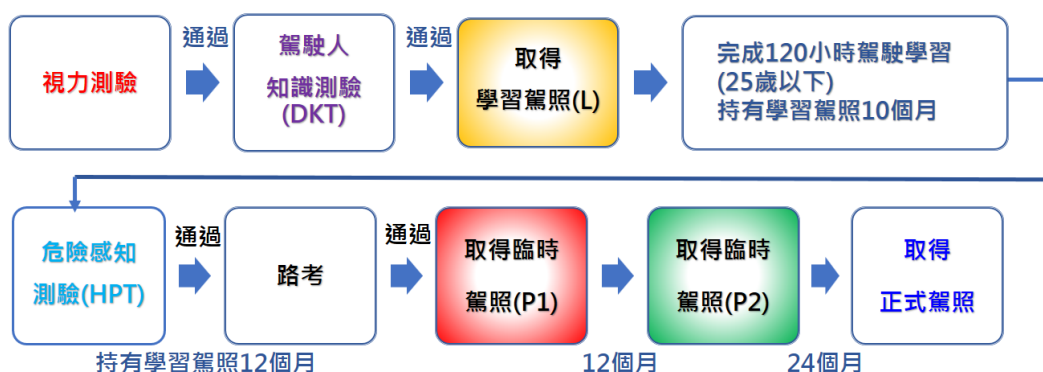 視力測驗
通過
駕駛人
知識測驗
(DKT)
通過
取得
學習駕照(L)
完成120小時駕駛學習
(25歲以下)
持有學習駕照10個月
危險感知
測驗(HPT)
通過
路考
通過
取得臨時
駕照(P1)
取得臨時
駕照(P2)
取得
正式駕照
持有學習駕照12個月
12個月
24個月